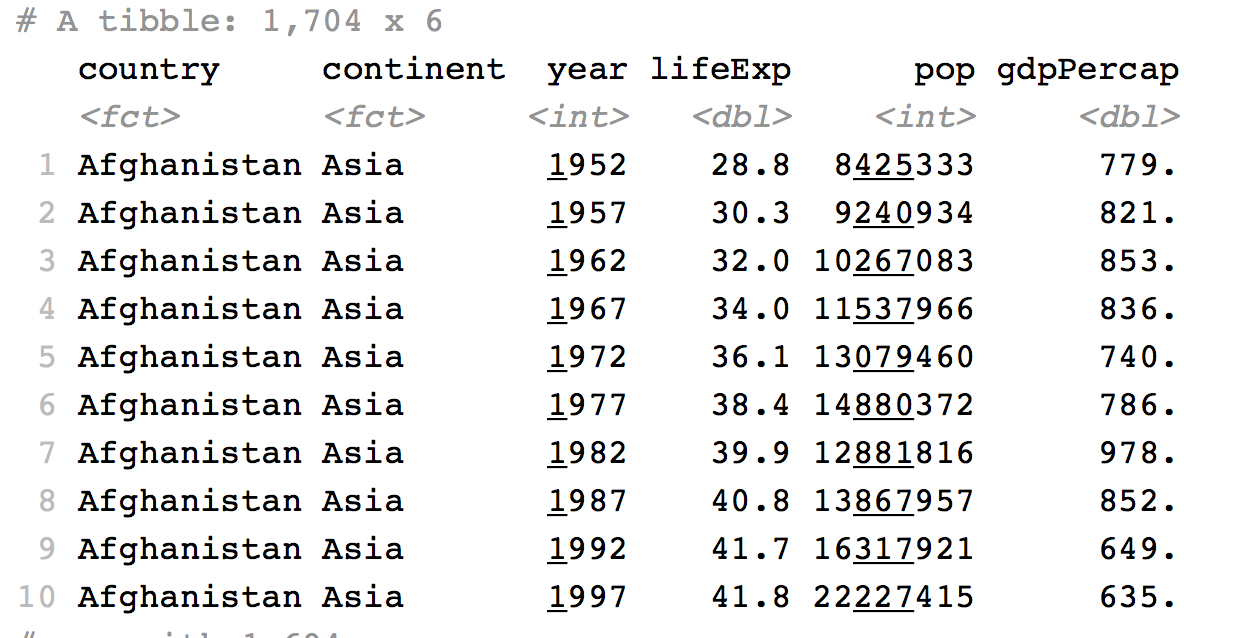 # A tibble: 1,704 x 6
country continent year lifeExp pop gdpPercap
<fct> <fct> <int> <dbl> <int> <dbl>
1 Afghanistan Asia 1952 28.8 8425333 779.
2 Afghanistan Asia 1957 30.3 9240934 821.
3 Afghanistan Asia 1962 32.0 10267083 853.
4 Afghanistan Asia 1967 34.0 11537966 836.
5 Afghanistan Asia 1972 36.1 13079460 740.
6 Afghanistan Asia 1977 38.4 14880372 786.
7 Afghanistan Asia 1982 39.9 12881816 978.
8 Afghanistan Asia 1987 40.8 13867957 852.
9 Afghanistan Asia 1992 41.7 16317921 649.
10 Afghanistan Asia 1997 41.8 22227415 635.